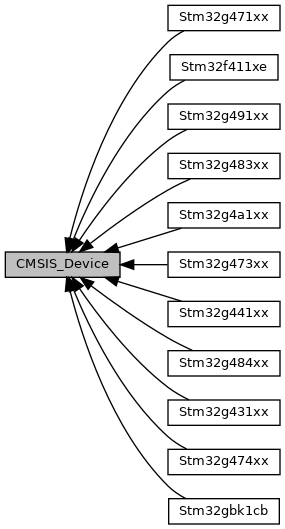 Stm32g471xx
Stm32f411xe
Stm32g491xx
Stm32g483xx
Stm32g4a1xx
CMSIS_Device
Stm32g473xx
Stm32g441xx
Stm32g484xx
Stm32g431xx
Stm32g474xx
Stm32gbk1cb